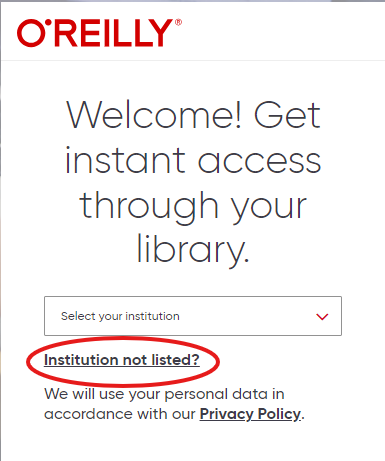 O'REILLY®
Welcome! Get
instant access
through your
library.
Select your institution
Institution not listed?
We will use your personal data in
accordance with our Privacy Policy.